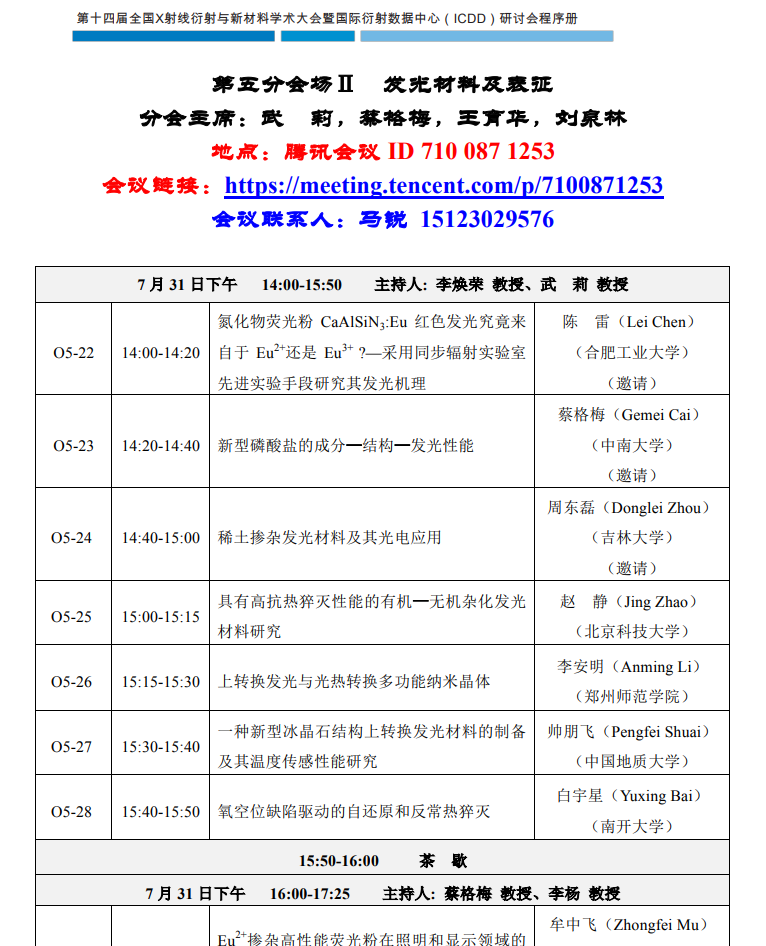 第十四届全国X射线衍射与新材料学术大会暨国际衍射数据中心（ICDD）研讨会程序册
第五分会场Ⅱ 发光材料及表征
分会主席：武 莉，蔡格梅，王育华，刘泉林
地点：腾讯会议 ID 710 087 1253
会议链接：https://meeting.tencent.com/p/7100871253
会议联系人：马锐 15123029576
7 月 31 日下午 14:00-15:50 主持人: 李焕荣 教授、武 莉 教授
O5-22 14:00-14:20 氮化物荧光粉 CaAlSiN3:Eu 红色发光究竟来 陈 雷（Lei Chen）
自于 Eu2+还是 Eu3+ ?—采用同步辐射实验室 （合肥工业大学）
先进实验手段研究其发光机理 （邀请）
O5-23 14:20-14:40 新型磷酸盐的成分—结构—发光性能 蔡格梅（Gemei Cai）
（中南大学）
（邀请）
O5-24 14:40-15:00 稀土掺杂发光材料及其光电应用 周东磊（Donglei Zhou）
（吉林大学）
（邀请）
O5-25 15:00-15:15 具有高抗热猝灭性能的有机—无机杂化发光 赵 静（Jing Zhao）
材料研究 （北京科技大学）
O5-26 15:15-15:30 上转换发光与光热转换多功能纳米晶体 李安明（Anming Li）
（郑州师范学院）
O5-27 15:30-15:40 一种新型冰晶石结构上转换发光材料的制备 帅朋飞（Pengfei Shuai）
及其温度传感性能研究 （中国地质大学）
O5-28 15:40-15:50 氧空位缺陷驱动的自还原和反常热猝灭 白宇星（Yuxing Bai）
（南开大学）
15:50-16:00 茶 歇
7 月 31 日下午 16:00-17:25 主持人: 蔡格梅 教授、李杨 教授
牟中飞（Zhongfei Mu）
Eu2+掺杂高性能荧光粉在照明和显示领域的